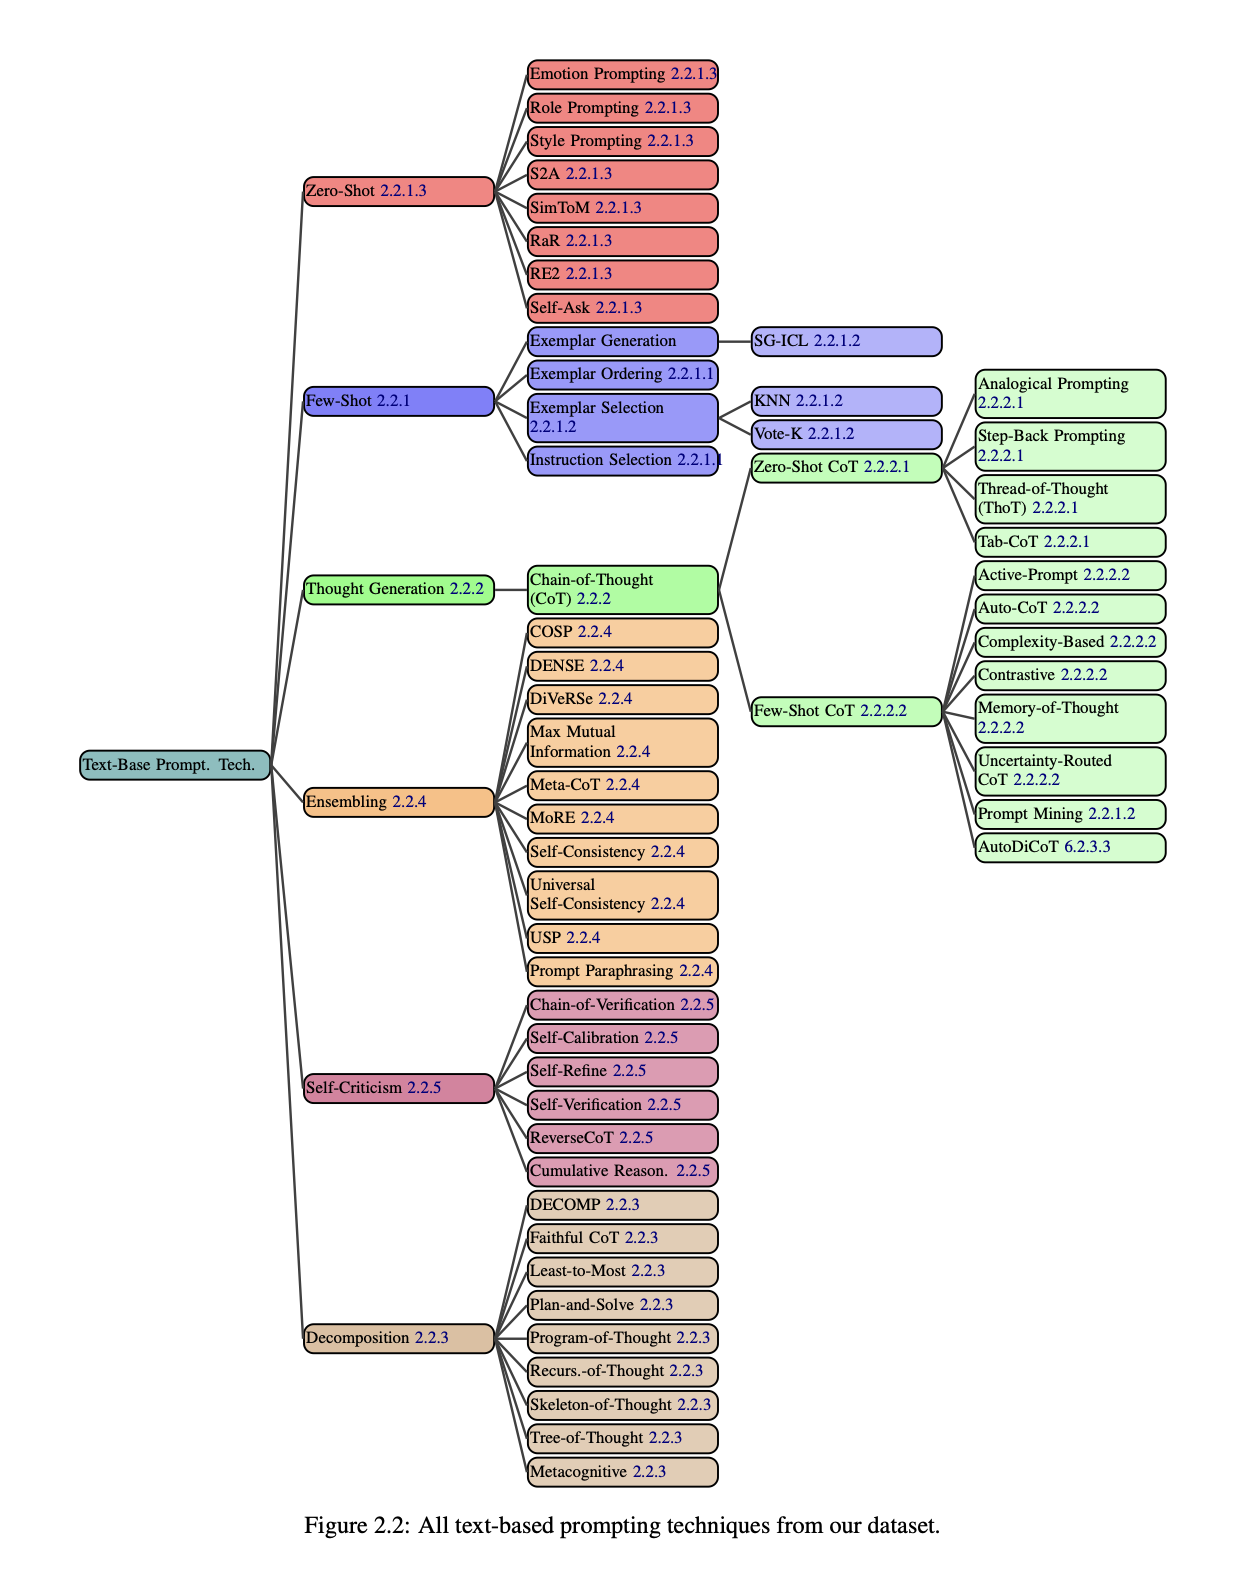 Emotion Prompting 2.2.1.3
Role Prompting 2.2.1.3
Style Prompting 2.2.1.3
S2A 2.2.1.3
Zero-Shot 2.2.1.3
SimToM 2.2.1.3
RaR 2.2.1.3
RE2 2.2.1.3
Self-Ask 2.2.1.3
Exemplar Generation
SG-ICL 2.2.1.2
Exemplar Ordering 2.2.1.1
Few-Shot 2.2.1
Exemplar Selection
2.2.1.2
KNN 2.2.1.2
Vote-K 2.2.1.2
Instruction Selection 2.2.1.1
Zero-Shot CoT 2.2.2.1
Analogical Prompting
2.2.2.1
Step-Back Prompting
2.2.2.1
Thread-of-Thought
(ThoT) 2.2.2.1
Tab-CoT 2.2.2.1
Thought Generation 2.2.2
Chain-of-Thought
(CoT) 2.2.2
Few-Shot CoT 2.2.2.2
Active-Prompt 2.2.2.2
Auto-CoT 2.2.2.2
Complexity-Based 2.2.2.2
Contrastive 2.2.2.2
Memory-of-Thought
2.2.2.2
Uncertainty-Routed
CoT 2.2.2.2
Prompt Mining 2.2.1.2
AutoDiCoT 6.2.3.3
Text-Base Prompt. Tech.
Ensembling 2.2.4
COSP 2.2.4
DENSE 2.2.4
DiVeRSe 2.2.4
Max Mutual
Information 2.2.4
Meta-CoT 2.2.4
MoRE 2.2.4
Self-Consistency 2.2.4
Universal
Self-Consistency 2.2.4
USP 2.2.4
Prompt Paraphrasing 2.2.4
Self-Criticism 2.2.5
Chain-of-Verification 2.2.5
Self-Calibration 2.2.5
Self-Refine 2.2.5
Self-Verification 2.2.5
ReverseCoT 2.2.5
Cumulative Reason. 2.2.5
Decomposition 2.2.3
DECOMP 2.2.3
Faithful CoT 2.2.3
Least-to-Most 2.2.3
Plan-and-Solve 2.2.3
Program-of-Thought 2.2.3
Recurs.-of-Thought 2.2.3
Skeleton-of-Thought 2.2.3
Tree-of-Thought 2.2.3
Metacognitive 2.2.3
Figure 2.2: All text-based prompting techniques from our dataset.